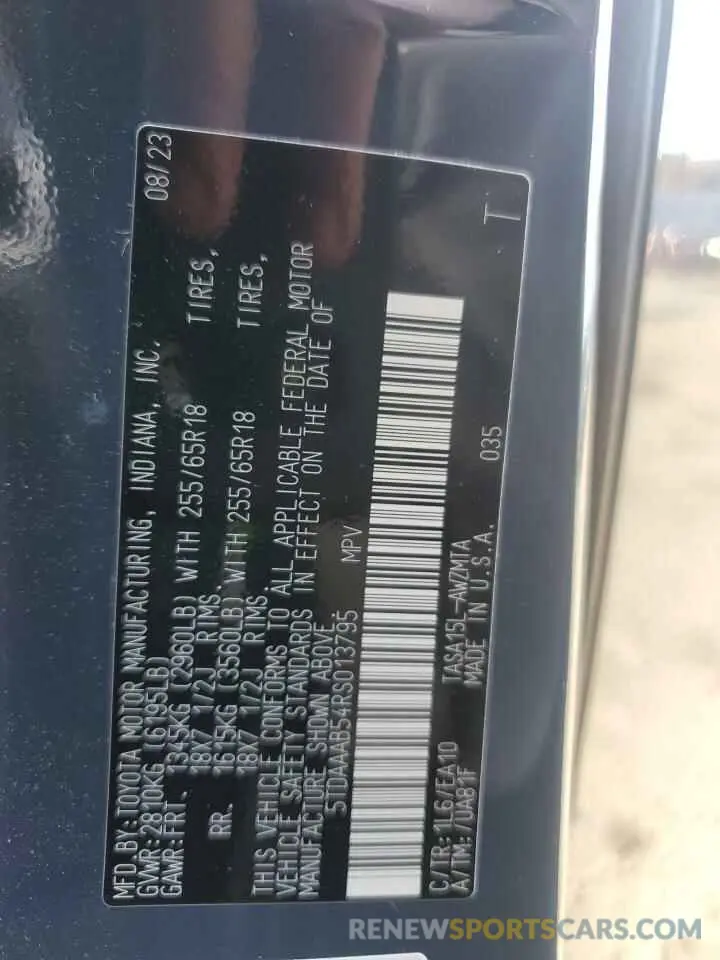 MFD.BY:TOYOTA MOTOR MANUFACTURING, INDIANA, INC. 08/23
GVWR:2810KG (6195LB)
GAWR:FRT. 1345KG (2960LB) WITH 255/65R18 TIRES,
18X7 1/2J RIMS.
RR. 1615KG (3560LB) WITH 255/65R18 TIRES,
18X7 1/2J RIMS.
THIS VEHICLE CONFORMS TO ALL APPLICABLE FEDERAL MOTOR
VEHICLE SAFETY STANDARDS IN EFFECT ON THE DATE OF
MANUFACTURE SHOWN ABOVE.
5TDAAAB54RS013795 MPV
C/TR:1L6/EA10 TASA15L-AWZMTA 035 T
A/TM:/UA81F MADE IN U.S.A.
RENEWSPORTSCARS.COM